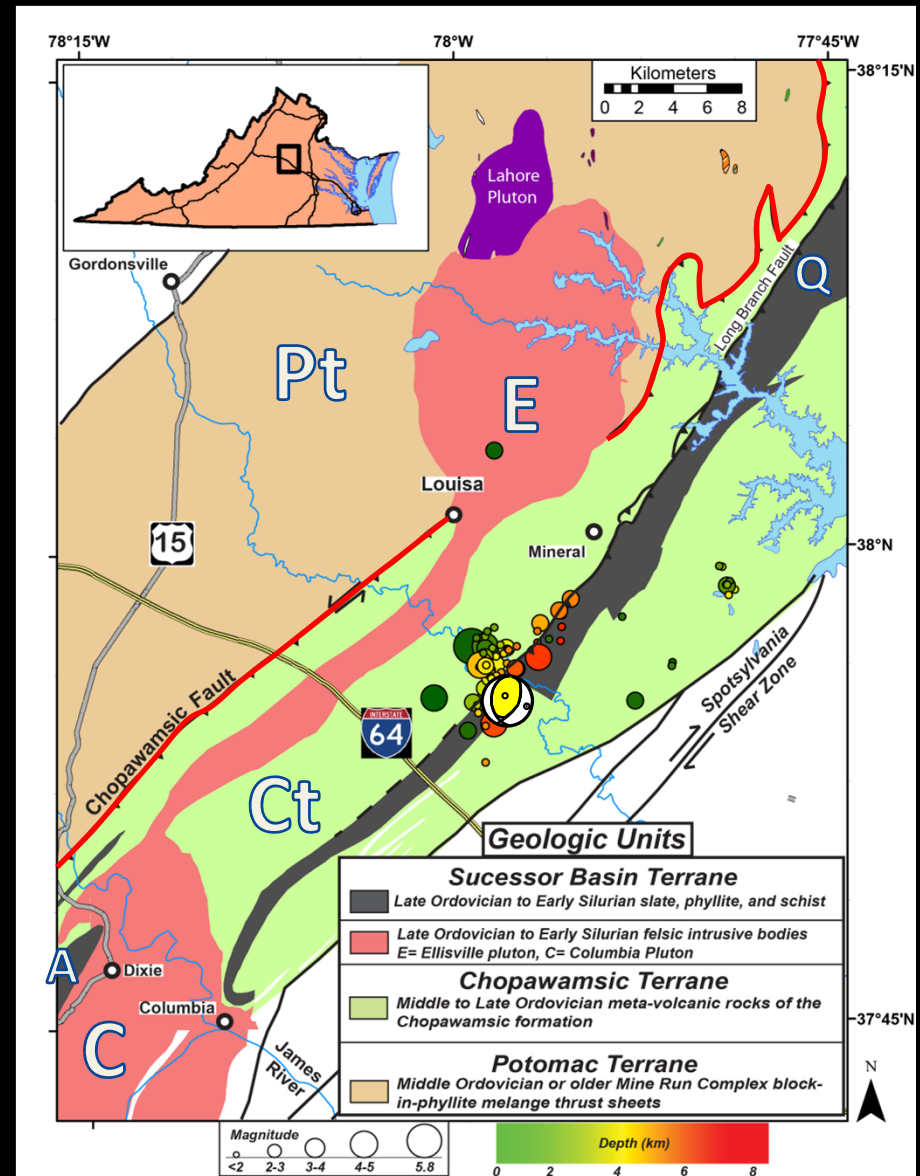 78°15'W
78°W
77°45'W
38°15'N
Kilometers
0 2 4 6 8
Lahore
Pluton
Gordonsville
Q
Long Branch Fault
Pt
E
Louisa
15
Mineral
38°N
Chopawamsic Fault
Spotsylvania
Shear Zone
INTERSTATE
64
Ct
A
Dixie
Columbia
C
James
River
37°45'N
N
Geologic Units
Sucessor Basin Terrane
Late Ordovician to Early Silurian slate, phyllite, and schist
Late Ordovician to Early Silurian felsic intrusive bodies
E= Ellisville pluton, C= Columbia Pluton
Chopawamsic Terrane
Middle to Late Ordovician meta-volcanic rocks of the
Chopawamsic formation
Potomac Terrane
Middle Ordovician or older Mine Run Complex block-
in-phyllite melange thrust sheets
Magnitude
<2 2-3 3-4 4-5 5.8
Depth (km)
0 2 4 6 8